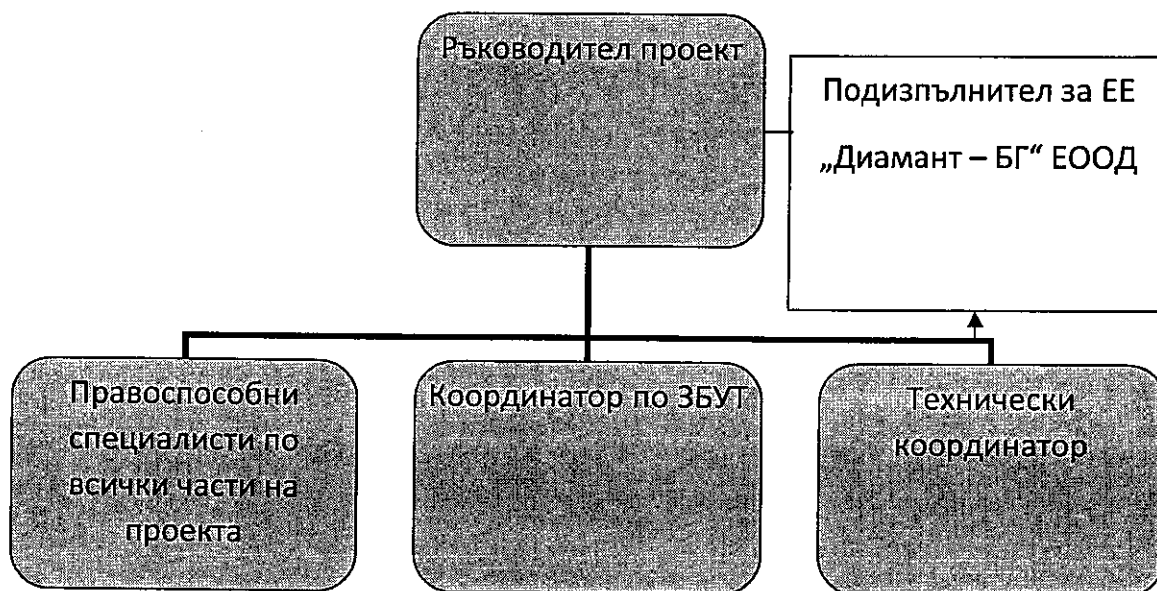 Ръководител проект
Подизпълнител за ЕЕ
„Диамант – БГ“ ЕООД
Правоспособни
специалисти по
всички части на
проекта
Координатор по ЗБУТ
Технически
координатор